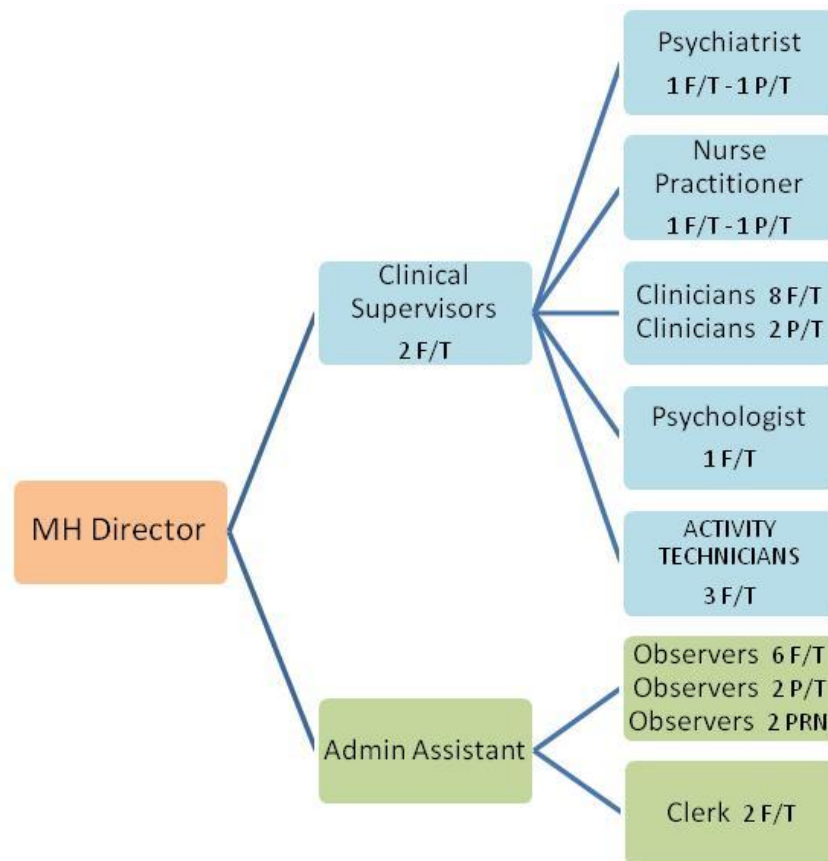 Psychiatrist
1 F/T - 1 P/T
Nurse
Practitioner
1 F/T - 1 P/T
Clinical
Supervisors
2 F/T
Clinicians 8 F/T
Clinicians 2 P/T
Psychologist
1 F/T
MH Director
ACTIVITY
TECHNICIANS
3 F/T
Observers 6 F/T
Observers 2 P/T
Observers 2 PRN
Admin Assistant
Clerk 2 F/T